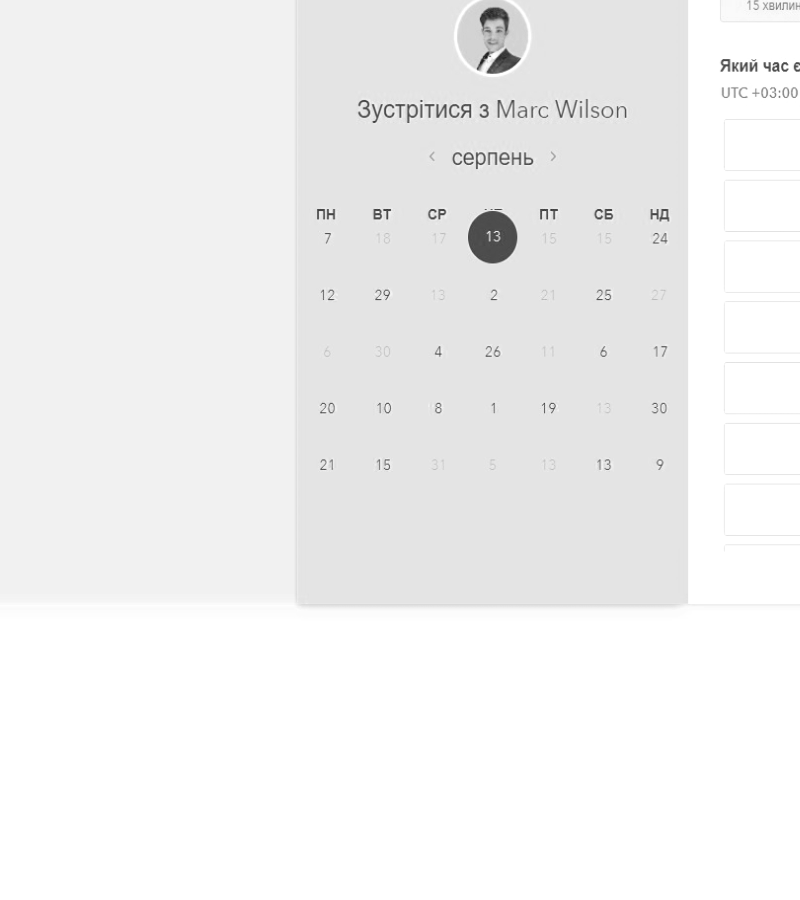 15 хвилин
Який час є
UTC +03:00
Зустрітися з Marc Wilson
серпень
ПН ВТ СР ПТ СБ НД
7 18 17 13 15 15 24
12 29 13 2 21 25 27
6 30 4 26 11 6 17
20 10 8 1 19 13 30
21 15 31 5 13 13 9